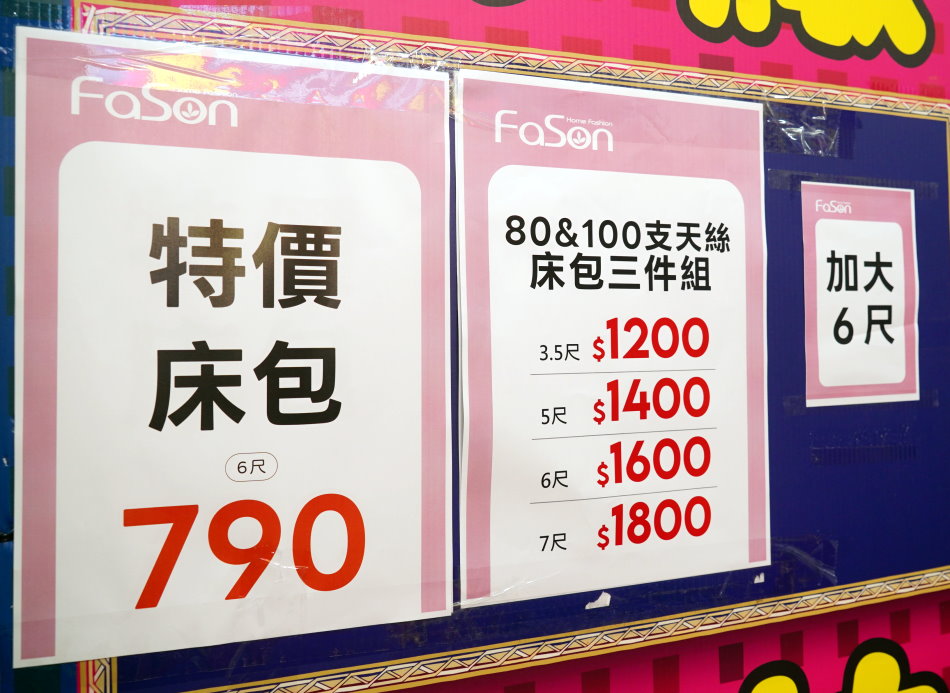 FaSon
特價
床包
6尺
790
FaSon
Home Fashion
80&100支天絲
床包三件組
3.5尺 $1200
5尺 $1400
6尺 $1600
7尺 $1800
FaSon
加大
6尺